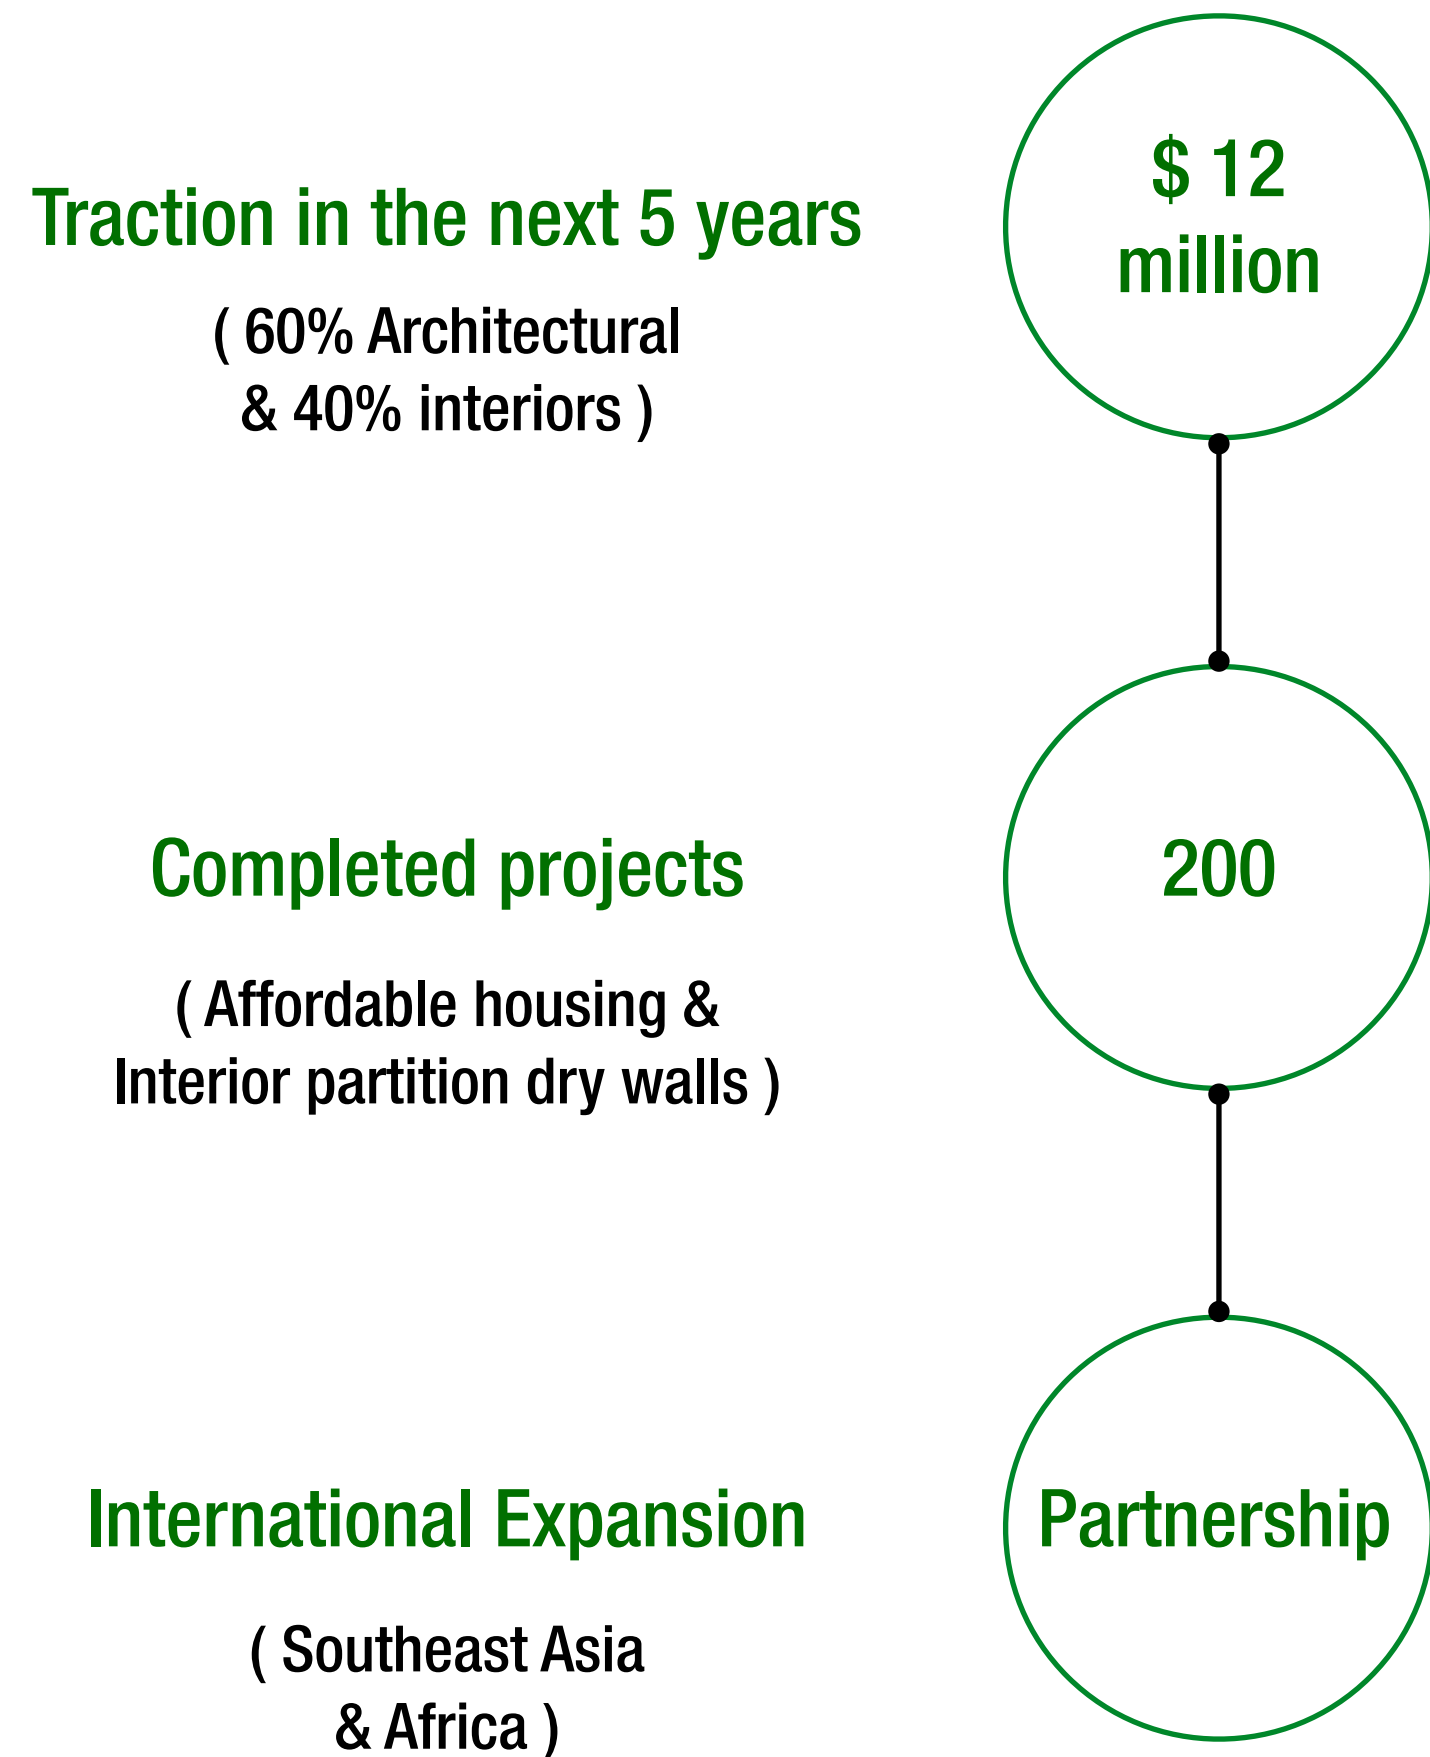 Traction in the next 5 years
( 60% Architectural
& 40% interiors )
$ 12
million
Completed projects
( Affordable housing &
Interior partition dry walls )
200
International Expansion
( Southeast Asia
& Africa )
Partnership